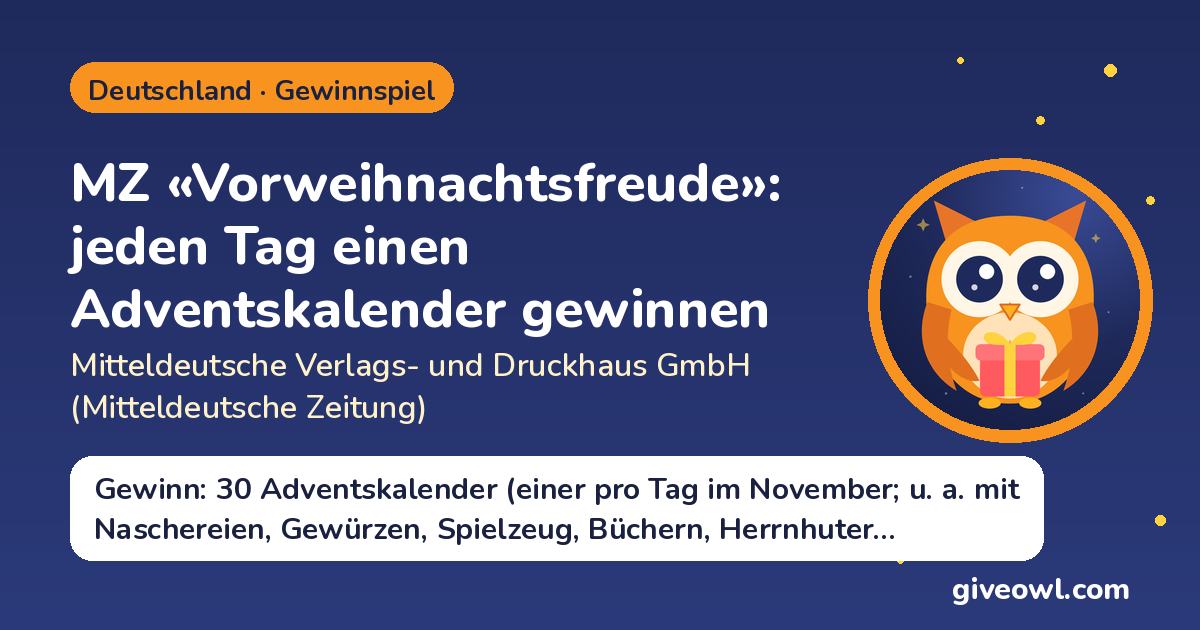 Deutschland · Gewinnspiel
MZ «Vorweihnachtsfreude»:
jeden Tag einen
Adventskalender gewinnen
Mitteldeutsche Verlags- und Druckhaus GmbH
(Mitteldeutsche Zeitung)
Gewinn: 30 Adventskalender (einer pro Tag im November; u. a. mit
Naschereien, Gewürzen, Spielzeug, Büchern, Herrnhuter...
giveowl.com